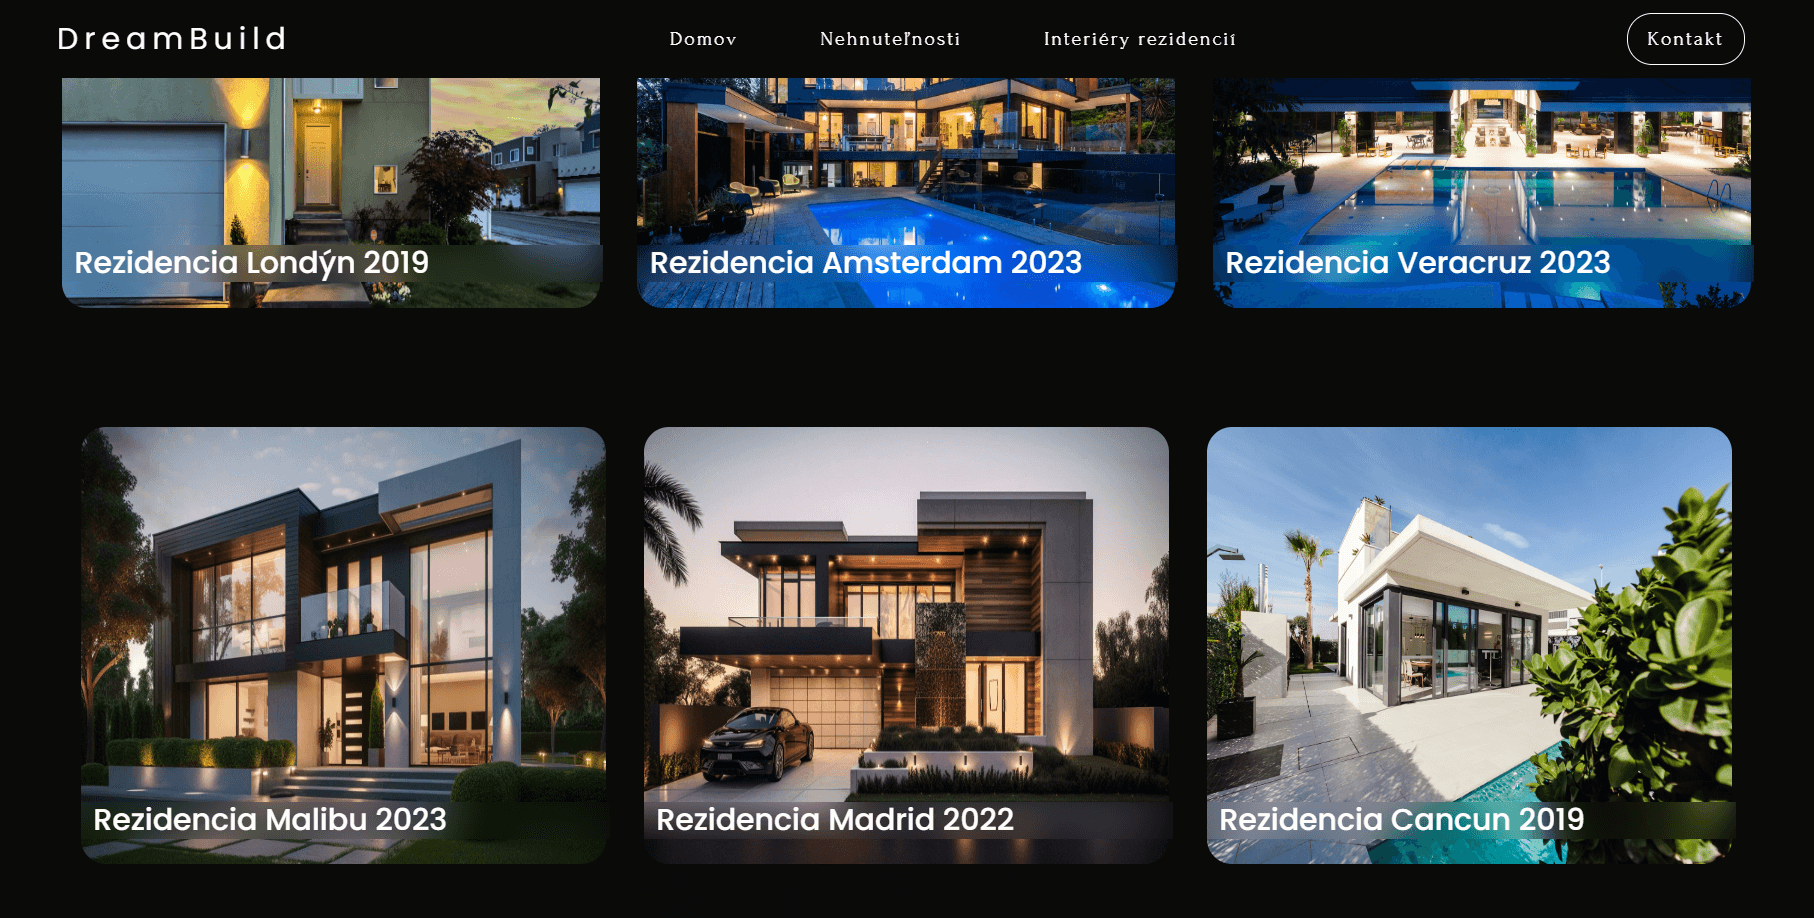 DreamBuild
Domov
Nehnuteľnosti
Interiéry rezidencií
Kontakt
Rezidencia Londýn 2019
Rezidencia Amsterdam 2023
Rezidencia Veracruz 2023
Rezidencia Malibu 2023
Rezidencia Madrid 2022
Rezidencia Cancun 2019